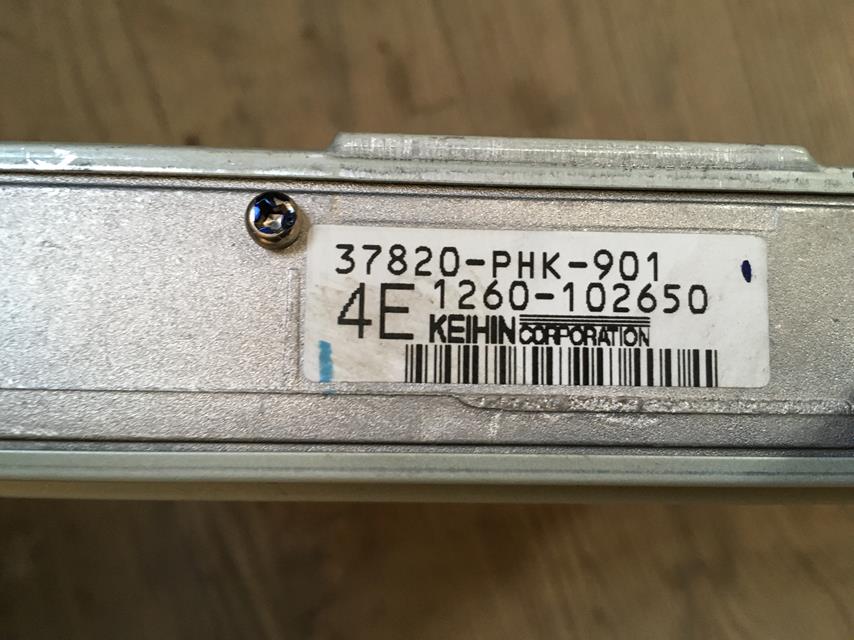 37820-PHK-901
4E 1260-102650
KEIHIN CORPORATION